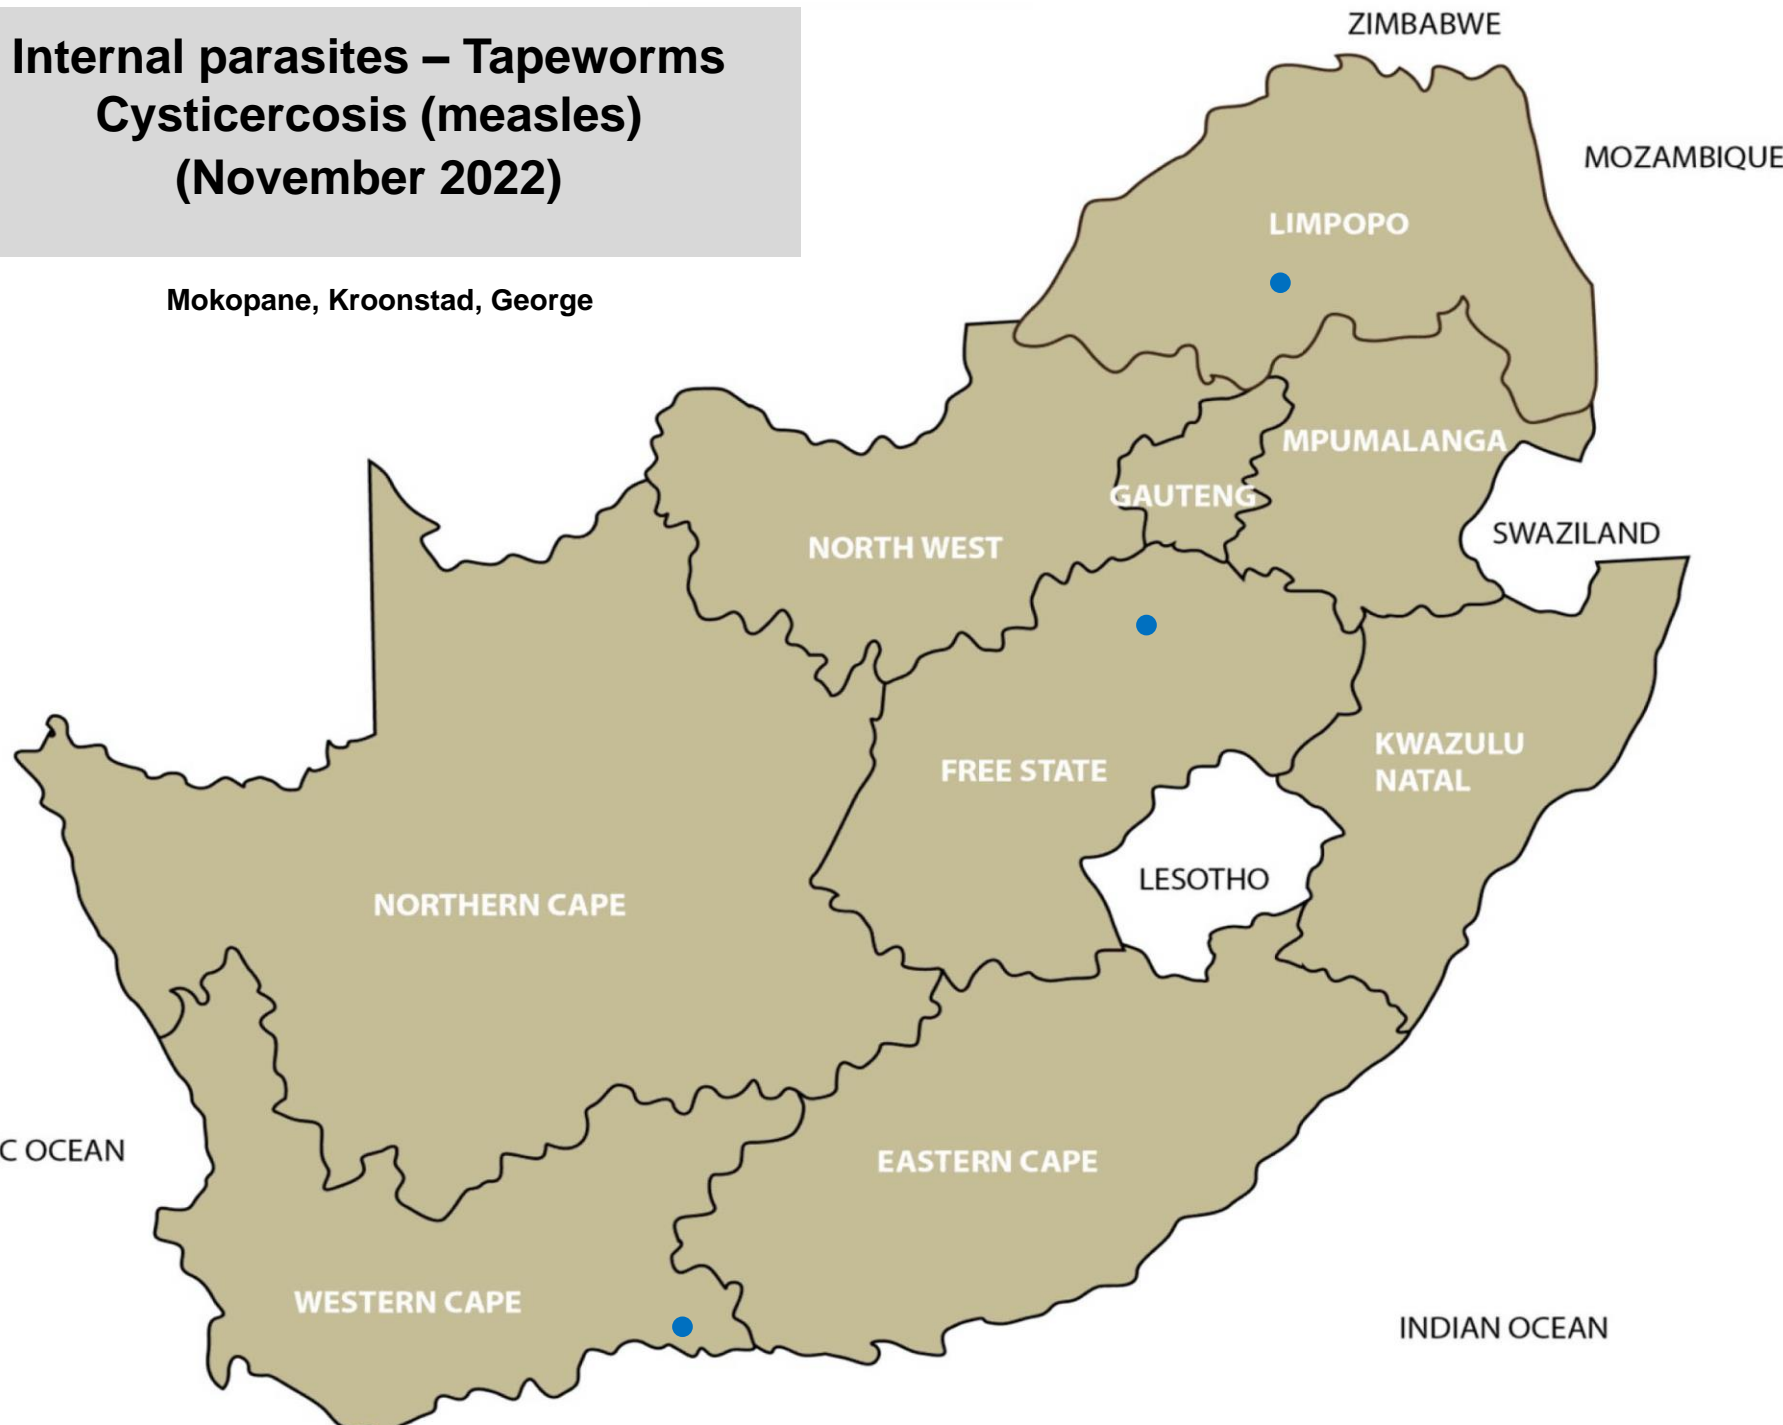 Internal parasites – Tapeworms
Cysticercosis (measles)
(November 2022)
Mokopane, Kroonstad, George
ZIMBABWE
MOZAMBIQUE
LIMPOPO
MPUMALANGA
GAUTENG
SWAZILAND
NORTH WEST
KWAZULU
NATAL
FREE STATE
LESOTHO
NORTHERN CAPE
C OCEAN
EASTERN CAPE
WESTERN CAPE
INDIAN OCEAN